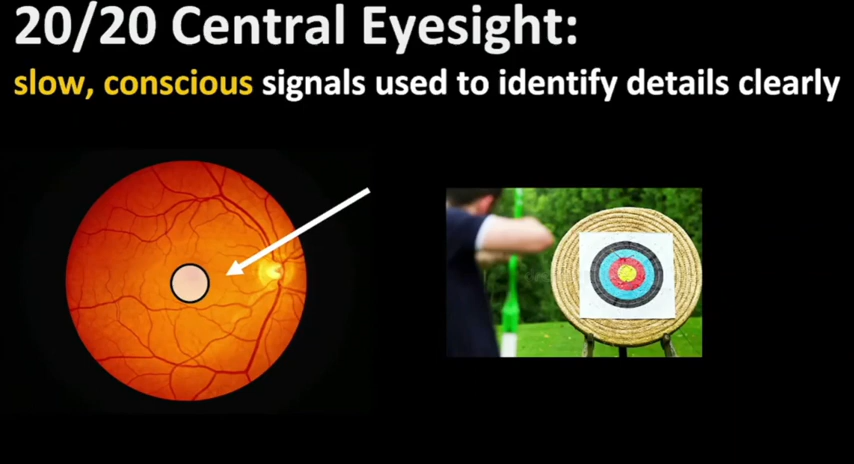 20/20 Central Eyesight:
slow, conscious signals used to identify details clearly